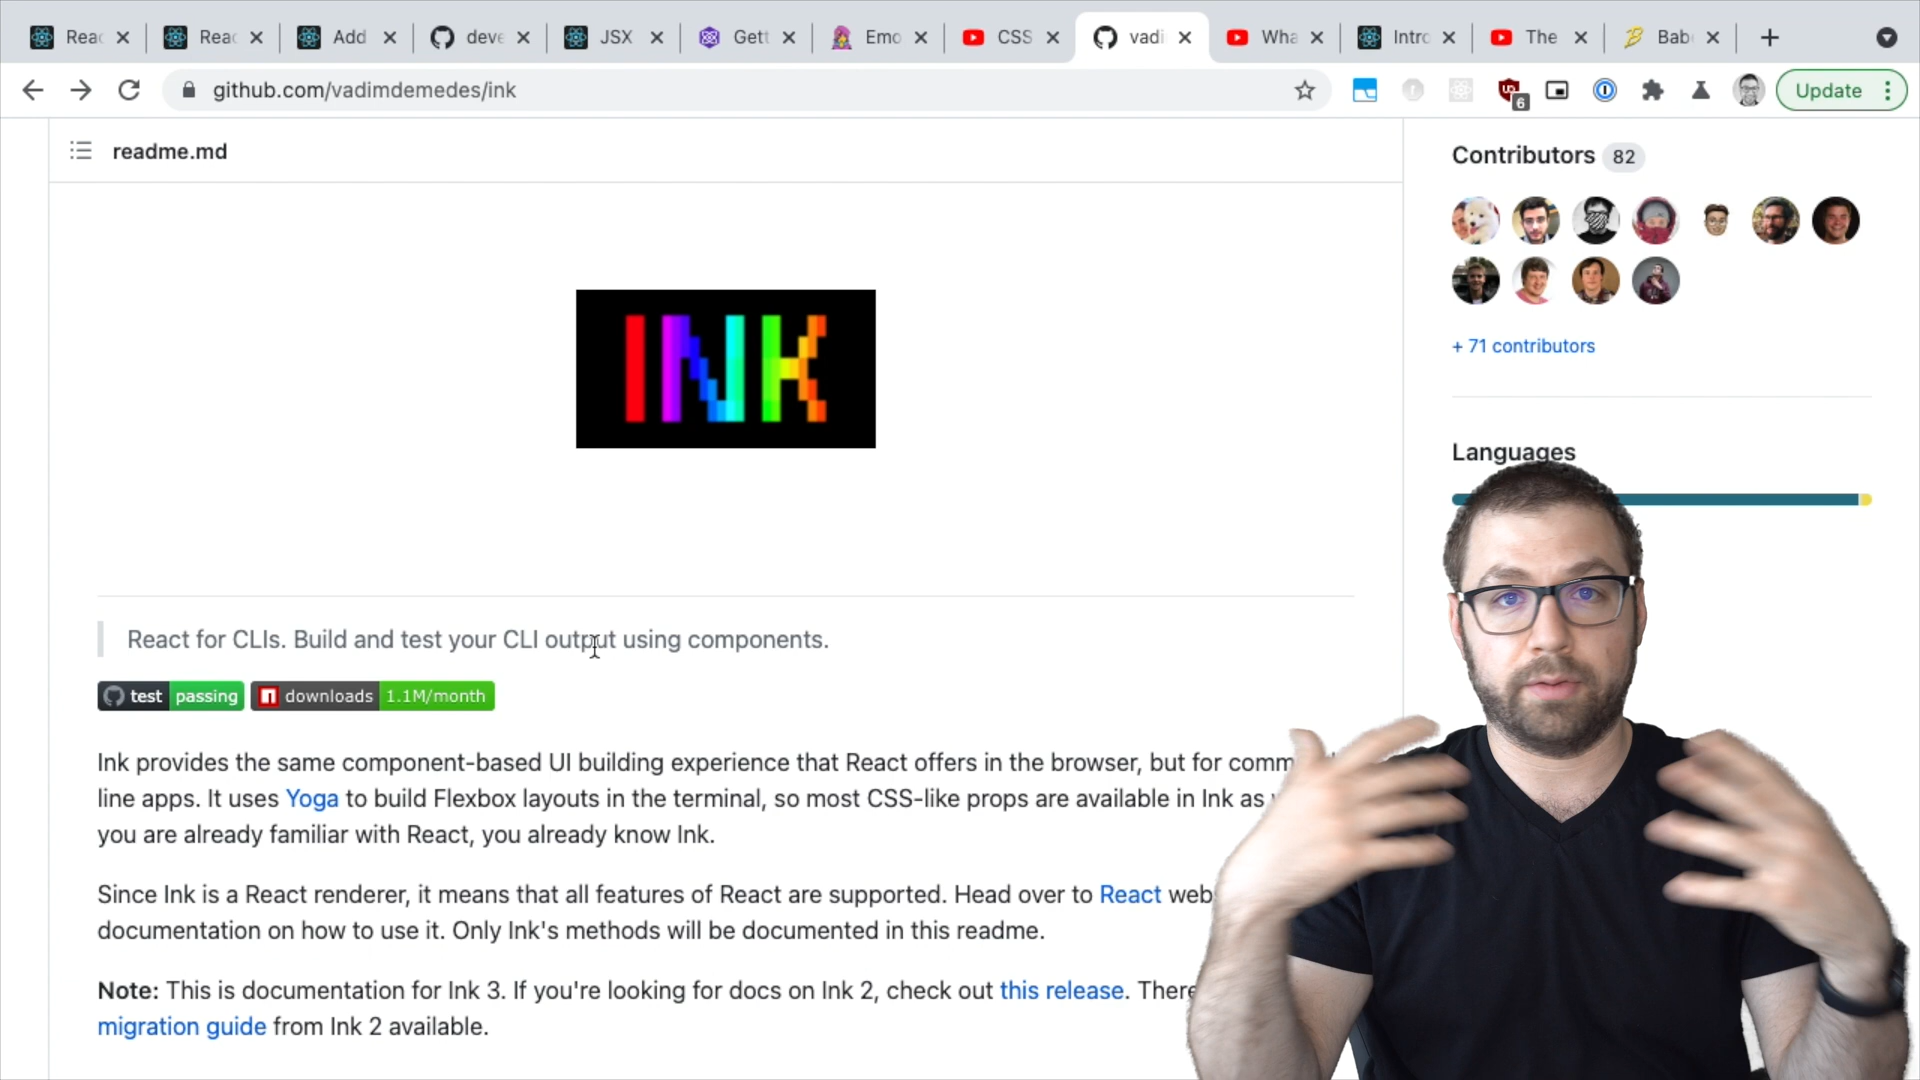 Reac
Reac
Add
deve
JSX
Gett
Emo
CSS
vadi
Wha
Intro
The
Bab
github.com/vadimdemedes/ink
6
Update
readme.md
INK
React for CLIs. Build and test your CLI output using components.
test passing
downloads 1.1M/month
Ink provides the same component-based UI building experience that React offers in the browser, but for comm
line apps. It uses Yoga to build Flexbox layouts in the terminal, so most CSS-like props are available in Ink as
you are already familiar with React, you already know Ink.
Since Ink is a React renderer, it means that all features of React are supported. Head over to React web
documentation on how to use it. Only Ink's methods will be documented in this readme.
Note: This is documentation for Ink 3. If you're looking for docs on Ink 2, check out this release. There
migration guide from Ink 2 available.
Contributors 82
+ 71 contributors
Languages